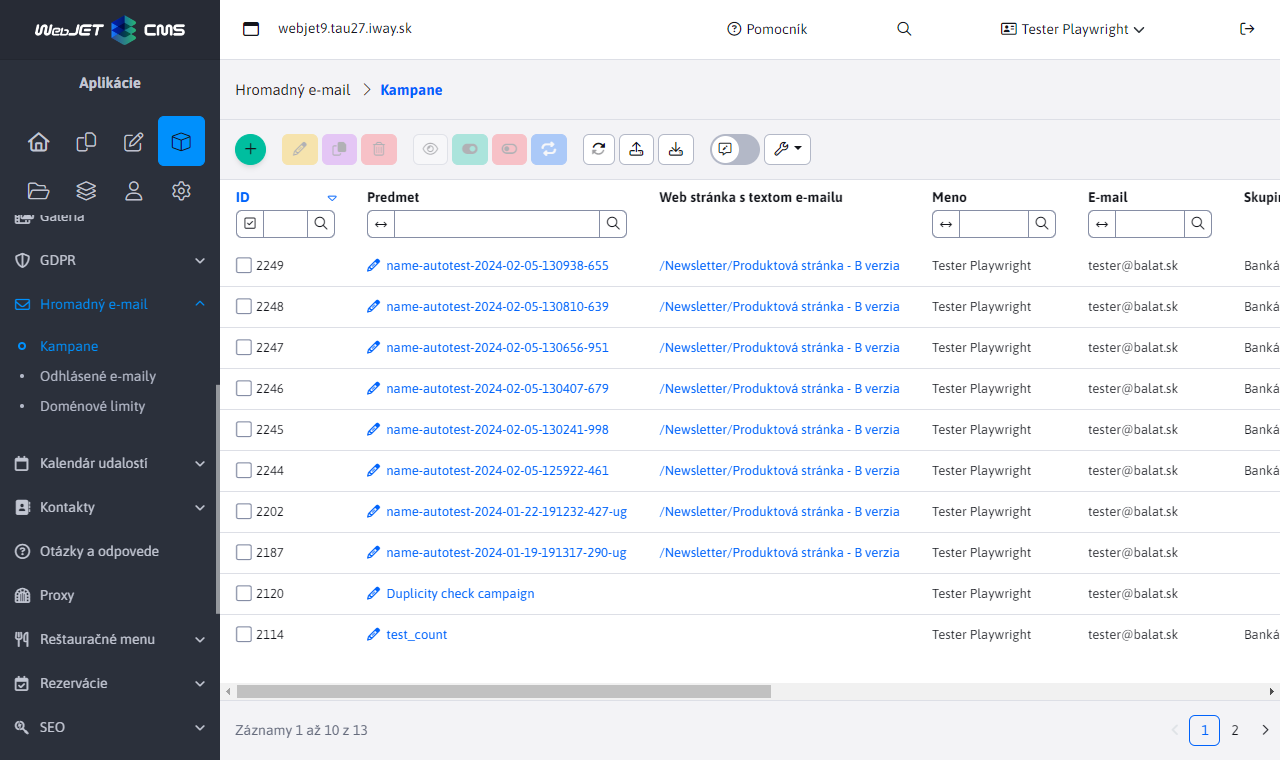 WebJET CMS
webjet9.tau27.iway.sk
Pomocník
Tester Playwright
Aplikácie
Galéria
GDPR
Hromadný e-mail
Kampane
Odhlásené e-maily
Doménové limity
Kalendár udalostí
Kontakty
Otázky a odpovede
Proxy
Reštauračné menu
Rezervácie
SEO
Hromadný e-mail > Kampane
ID Predmet Web stránka s textom e-mailu Meno E-mail Skupin
2249 name-autotest-2024-02-05-130938-655 /Newsletter/Produktová stránka - B verzia Tester Playwright tester@balat.sk Banká
2248 name-autotest-2024-02-05-130810-639 /Newsletter/Produktová stránka - B verzia Tester Playwright tester@balat.sk
2247 name-autotest-2024-02-05-130656-951 /Newsletter/Produktová stránka - B verzia Tester Playwright tester@balat.sk Banká
2246 name-autotest-2024-02-05-130407-679 /Newsletter/Produktová stránka - B verzia Tester Playwright tester@balat.sk Banká
2245 name-autotest-2024-02-05-130241-998 /Newsletter/Produktová stránka - B verzia Tester Playwright tester@balat.sk Banká
2244 name-autotest-2024-02-05-125922-461 /Newsletter/Produktová stránka - B verzia Tester Playwright tester@balat.sk Banká
2202 name-autotest-2024-01-22-191232-427-ug /Newsletter/Produktová stránka - B verzia Tester Playwright tester@balat.sk
2187 name-autotest-2024-01-19-191317-290-ug /Newsletter/Produktová stránka - B verzia Tester Playwright tester@balat.sk
2120 Duplicity check campaign Tester Playwright tester@balat.sk
2114 test_count Tester Playwright tester@balat.sk Banká
Záznamy 1 až 10 z 13
1 2